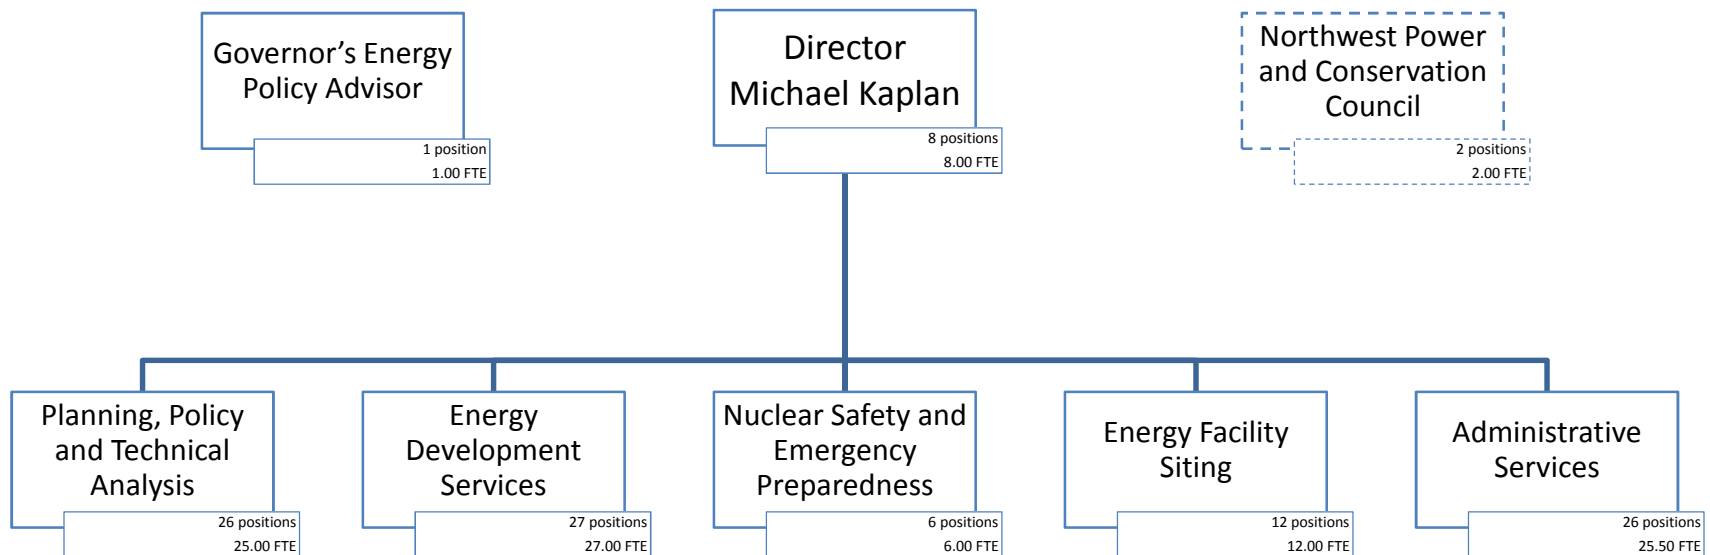 Governor’s Energy
Policy Advisor
1 position
1.00 FTE
Director
Michael Kaplan
8 positions
8.00 FTE
Northwest Power
and Conservation
Council
2 positions
2.00 FTE
Planning, Policy
and Technical
Analysis
26 positions
25.00 FTE
Energy
Development
Services
27 positions
27.00 FTE
Nuclear Safety and
Emergency
Preparedness
6 positions
6.00 FTE
Energy Facility
Siting
12 positions
12.00 FTE
Administrative
Services
26 positions
25.50 FTE